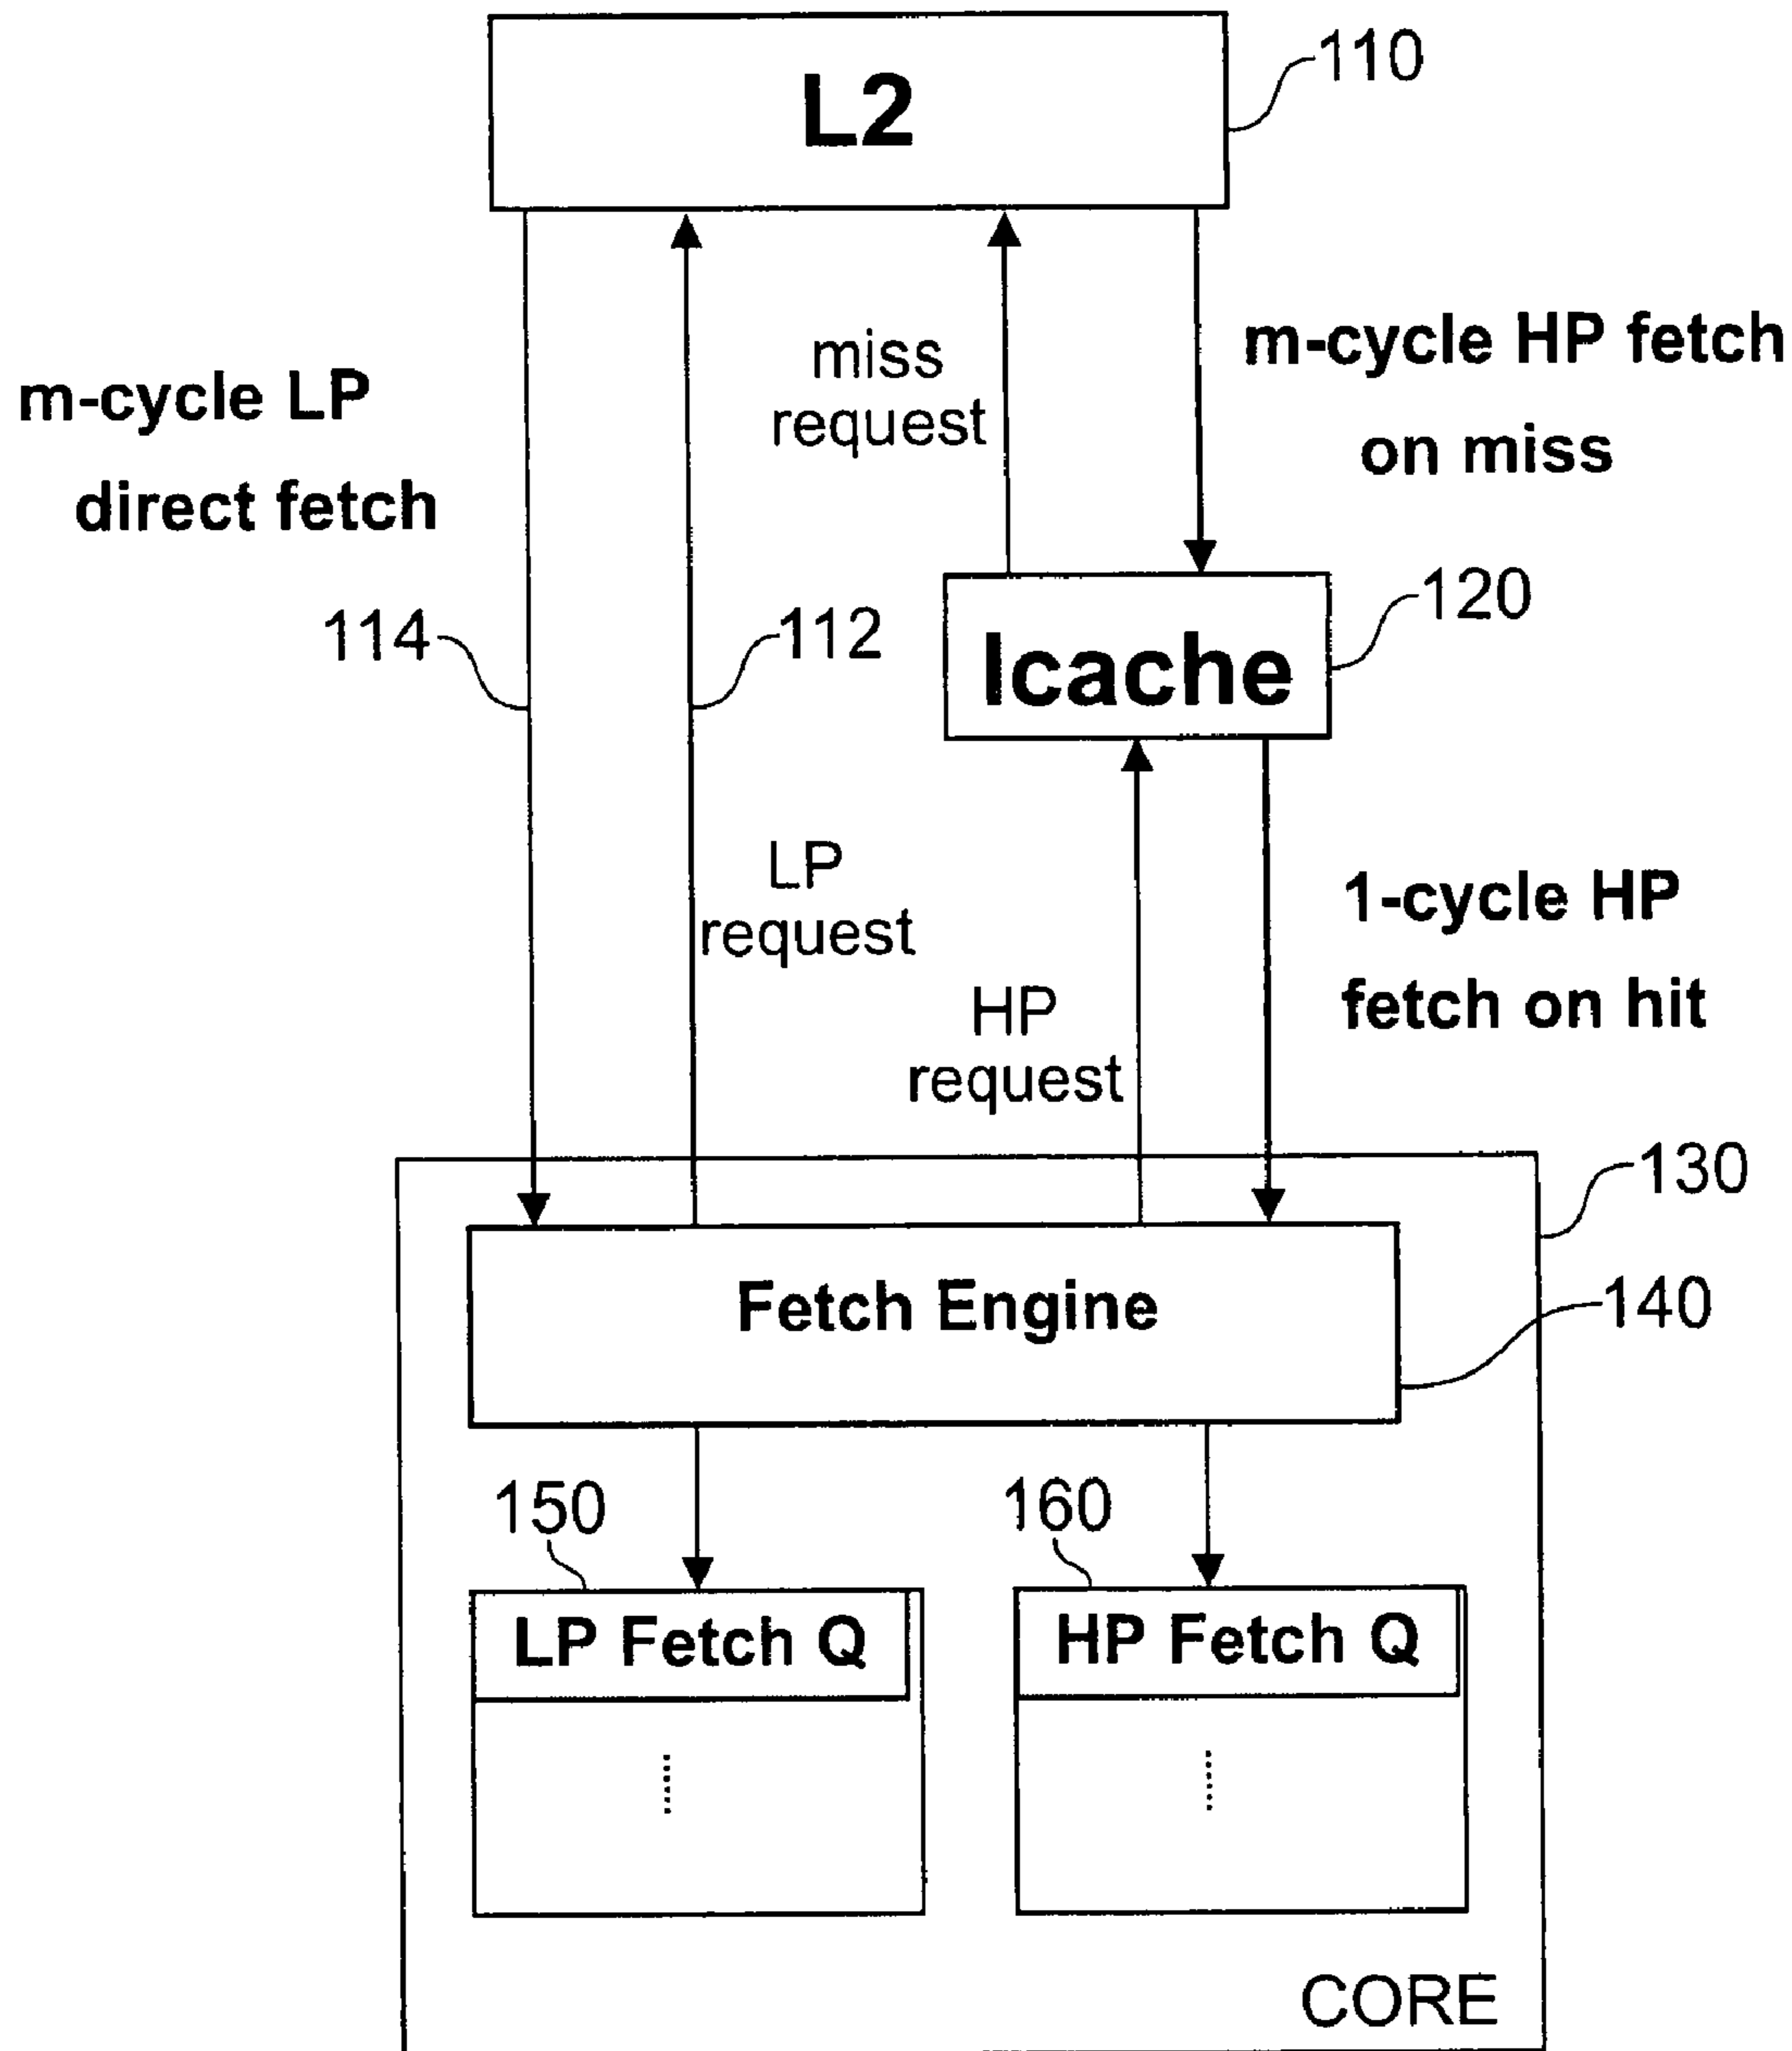 L2
110
m-cycle LP
direct fetch
miss
request
m-cycle HP fetch
on miss
114
112
120
Icache
LP
request
HP
request
1-cycle HP
fetch on hit
130
Fetch Engine
140
150
160
LP Fetch Q
HP Fetch Q
CORE